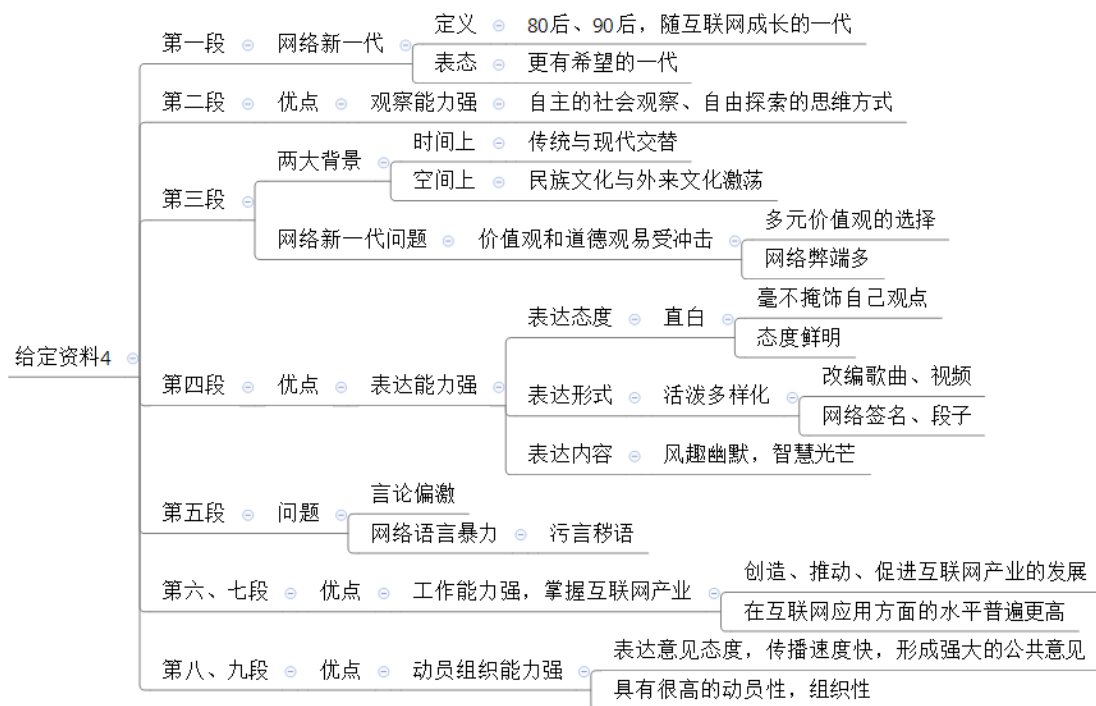 定义
80后、90后，随互联网成长的一代
第一段
网络新一代
表态
更有希望的一代
第二段
优点
观察能力强
自主的社会观察、自由探索的思维方式
时间上
传统与现代交替
两大背景
空间上
民族文化与外来文化激荡
第三段
多元价值观的选择
网络新一代问题
价值观和道德观易受冲击
网络弊端多
毫不掩饰自己观点
表达态度
直白
态度鲜明
给定资料4
改编歌曲、视频
第四段
优点
表达能力强
表达形式
活泼多样化
网络签名、段子
表达内容
风趣幽默，智慧光芒
言论偏激
第五段
问题
网络语言暴力
污言秽语
创造、推动、促进互联网产业的发展
第六、七段
优点
工作能力强，掌握互联网产业
在互联网应用方面的水平普遍更高
表达意见态度，传播速度快，形成强大的公共意见
第八、九段
优点
动员组织能力强
具有很高的动员性，组织性